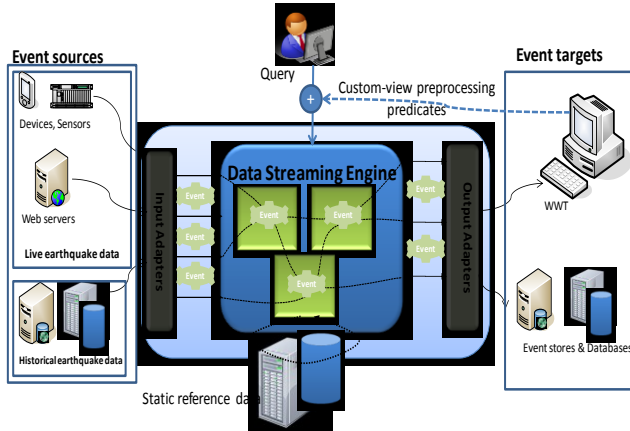 Event sources
Event targets
Query
Custom-view preprocessing
predicates
+
Devices, Sensors
Web servers
Live earthquake data
Historical earthquake data
Input Adapters
Event
Event
Event
Data Streaming Engine
Event
Event
Event
Event
Event
Output Adapters
WWT
Event stores & Databases
Static reference data